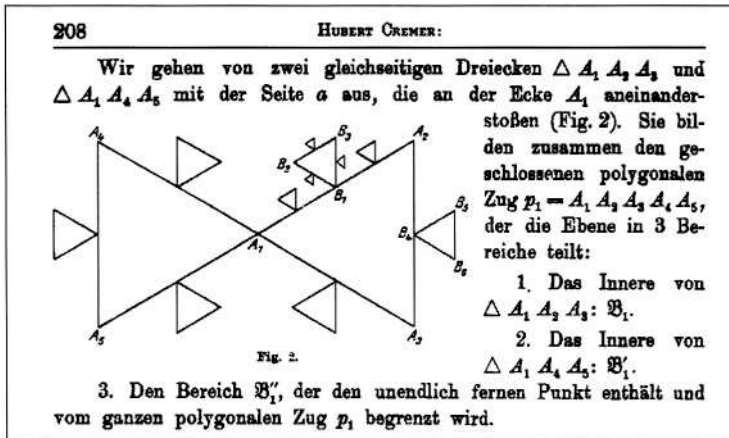 208 HUBERT CREMER:
Wir gehen von zwei gleichseitigen Dreiecken △ A₁ A₂ A₃ und
△ A₁ A₄ A₅ mit der Seite a aus, die an der Ecke A₁ aneinander-
stoßen (Fig. 2). Sie bil-
den zusammen den ge-
schlossenen polygonalen
Zug p₁ = A₁ A₂ A₃ A₄ A₅,
der die Ebene in 3 Be-
reiche teilt:
1. Das Innere von
△ A₁ A₂ A₃: 𝔅₁.
2. Das Innere von
△ A₁ A₄ A₅: 𝔅₁′.
A₄
B₃
A₂
B₂
B₁
B₅
B₄
A₁
B₆
A₅
A₃
Fig. 2.
3. Den Bereich 𝔅₁″, der den unendlich fernen Punkt enthält und
vom ganzen polygonalen Zug p₁ begrenzt wird.